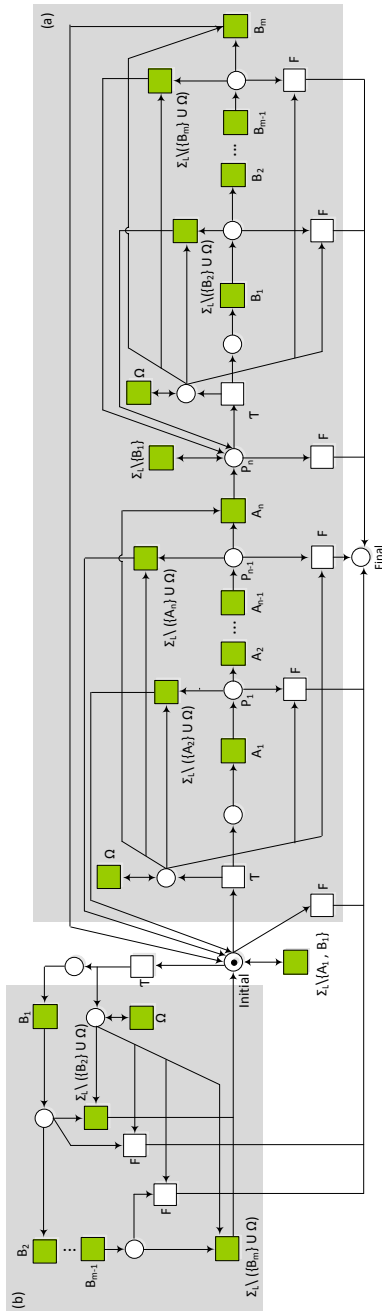 (b)
B₂
...
Bₘ₋₁
Σ_L\ ({Bₘ} U Ω)
F
F
B₁
Σ_L\ ({B₂} U Ω)
Ω
τ
Initial
Σ_L\{A₁ , B₁}
F
(a)
Ω
τ
A₁
Σ_L\ ({A₂} U Ω)
P₁
F
A₂
...
Aₙ₋₁
Σ_L\ ({Aₙ} U Ω)
Pₙ₋₁
F
Aₙ
Final
Σ_L\{B₁}
Pₙ
F
Ω
τ
B₁
Σ_L\({B₂} U Ω)
F
B₂
...
Bₘ₋₁
Σ_L\({Bₘ} U Ω)
F
Bₘ